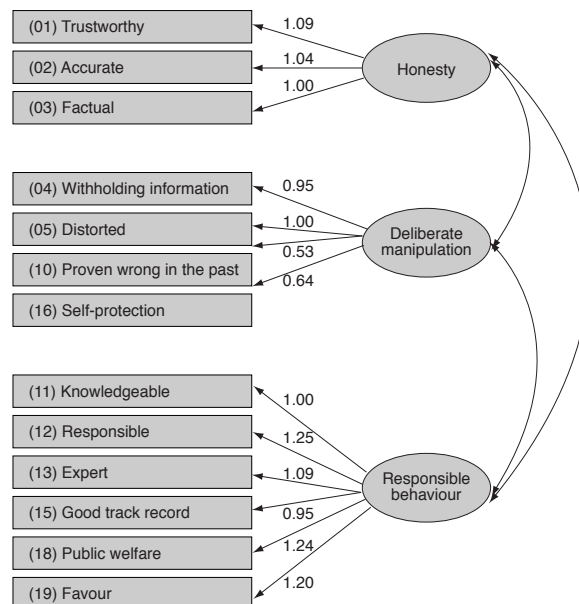 (01) Trustworthy
1.09
(02) Accurate
1.04
Honesty
(03) Factual
1.00
(04) Withholding information
0.95
(05) Distorted
1.00
Deliberate
manipulation
0.53
(10) Proven wrong in the past
0.64
(16) Self-protection
(11) Knowledgeable
1.00
(12) Responsible
1.25
(13) Expert
1.09
Responsible
behaviour
(15) Good track record
0.95
(18) Public welfare
1.24
(19) Favour
1.20